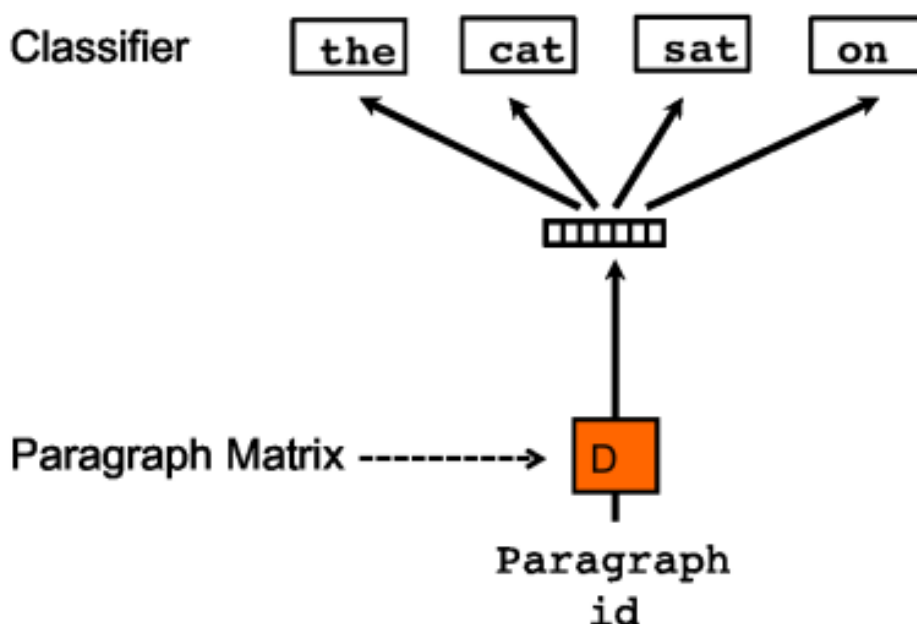 Classifier the cat sat on
Paragraph Matrix D
Paragraph
id